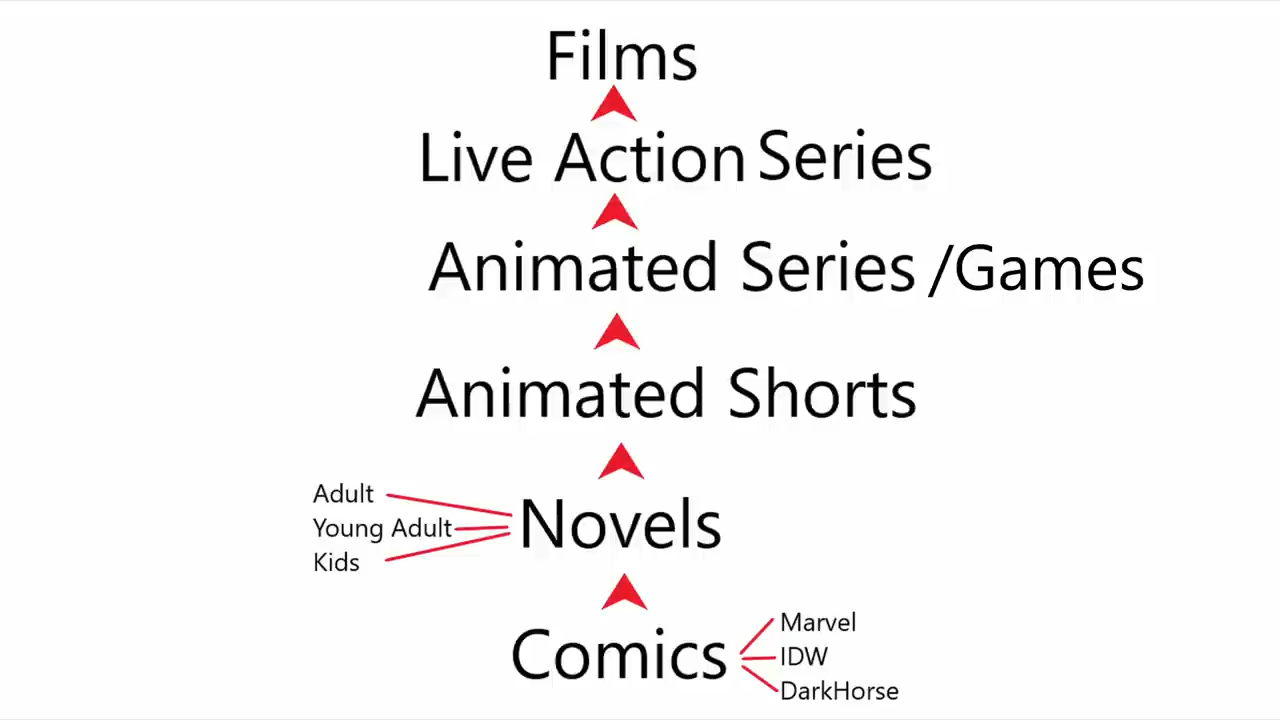 Films
Live Action Series
Animated Series /Games
Animated Shorts
Adult
Young Adult
Kids
Novels
Comics
Marvel
IDW
DarkHorse